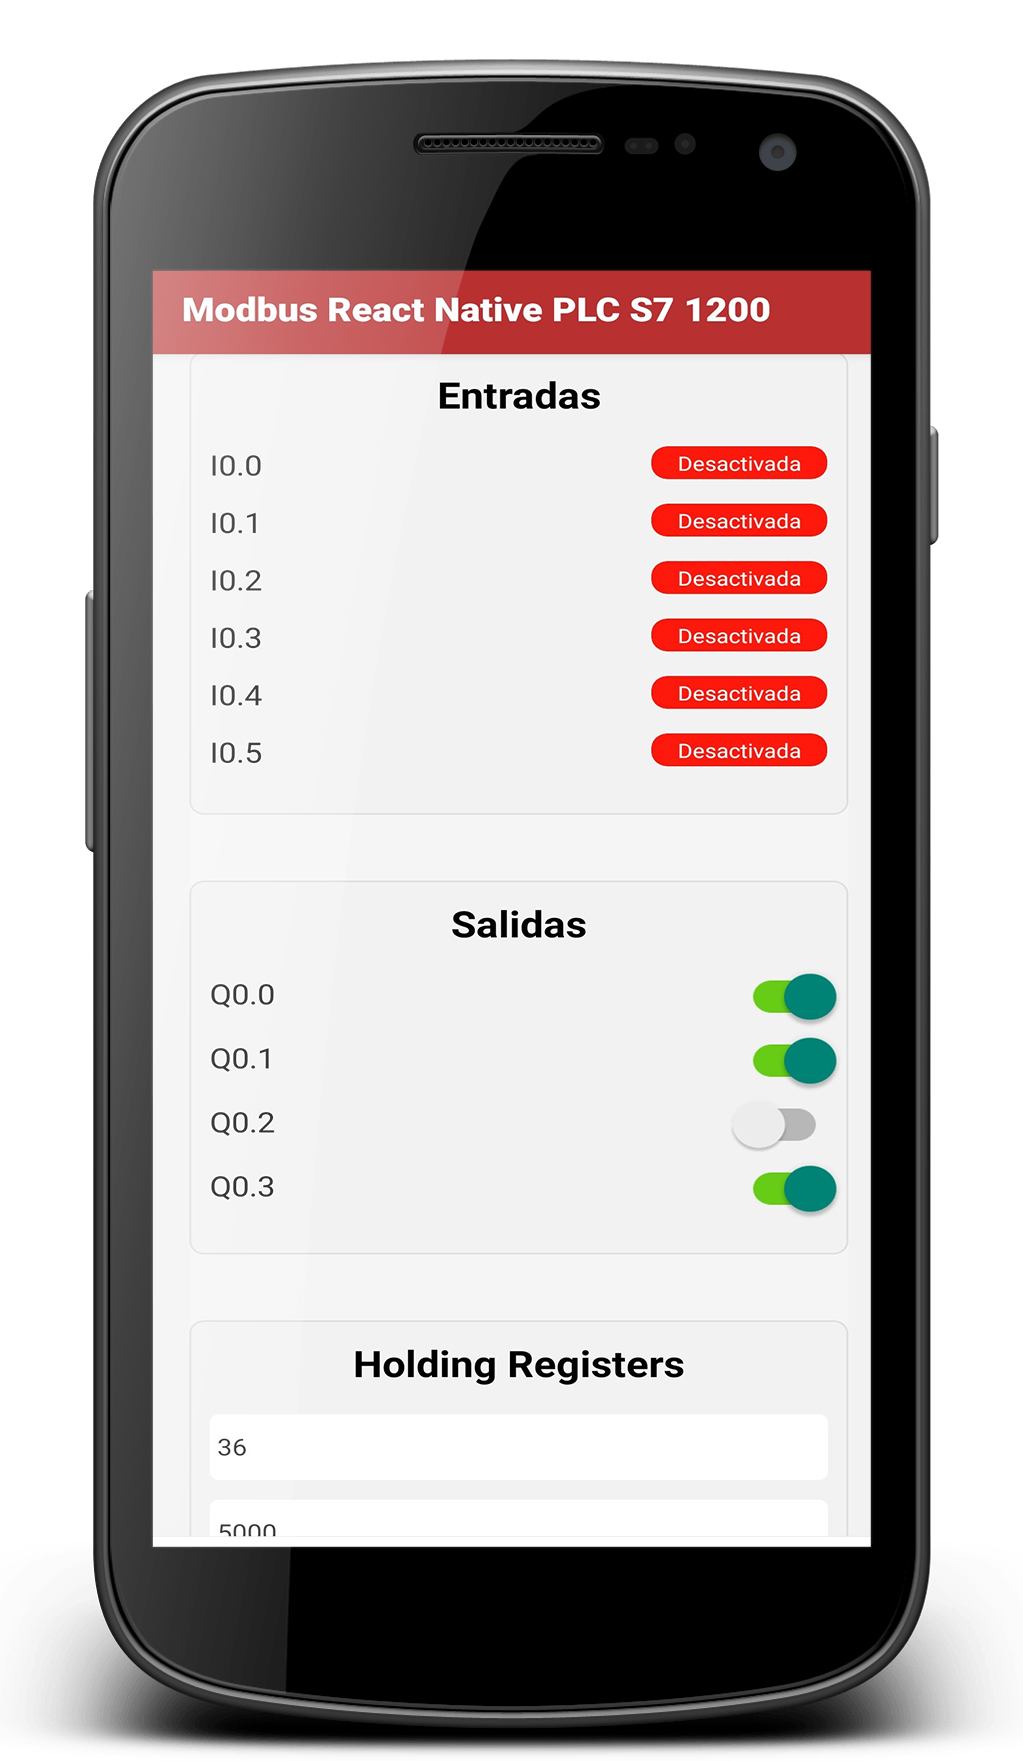 Modbus React Native PLC S7 1200
Entradas
I0.0 Desactivada
I0.1 Desactivada
I0.2 Desactivada
I0.3 Desactivada
I0.4 Desactivada
I0.5 Desactivada
Salidas
Q0.0
Q0.1
Q0.2
Q0.3
Holding Registers
36
5000